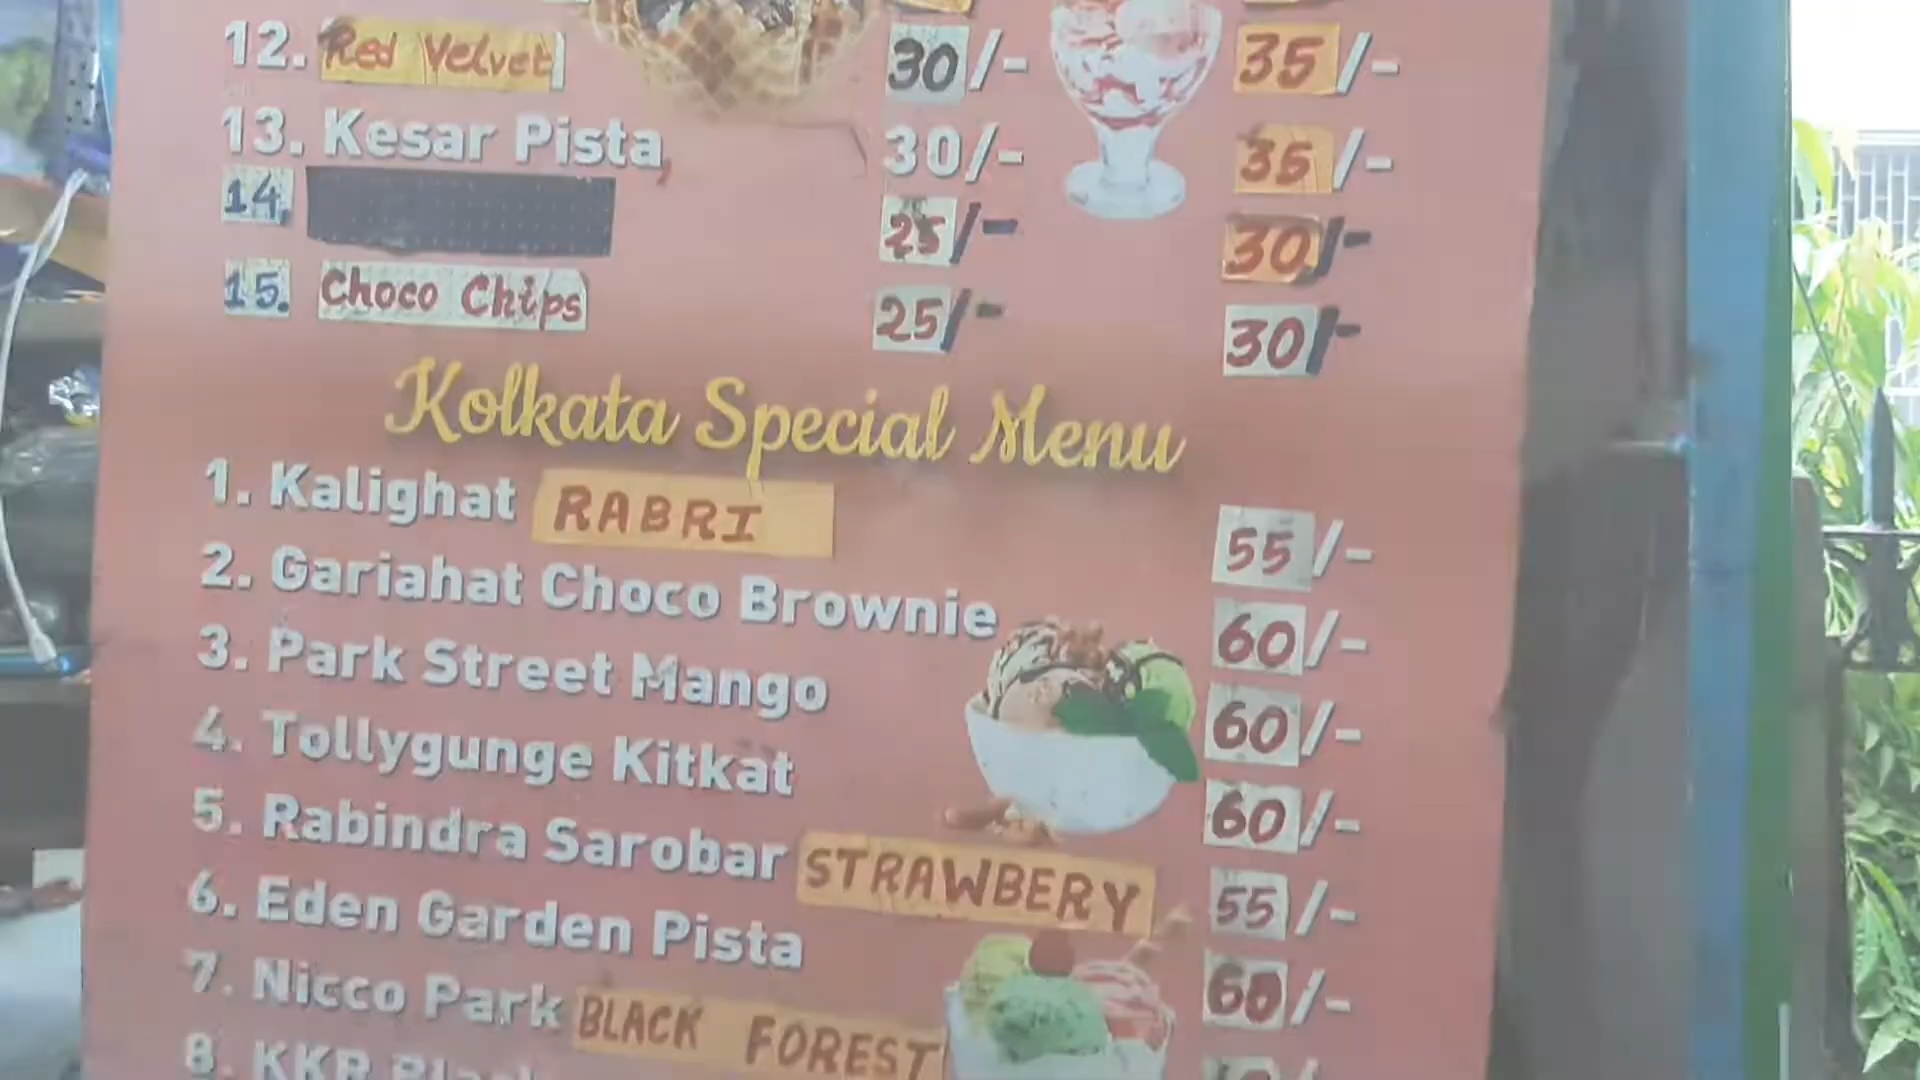 12. Red Velvet 30/- 35/-
13. Kesar Pista, 30/- 35/-
14. 25/- 30/-
15. Choco Chips 25/- 30/-
Kolkata Special Menu
1. Kalighat RABRI 55/-
2. Gariahat Choco Brownie 60/-
3. Park Street Mango 60/-
4. Tollygunge Kitkat 60/-
5. Rabindra Sarobar STRAWBERY 55/-
6. Eden Garden Pista 60/-
7. Nicco Park BLACK FOREST
8. KKR